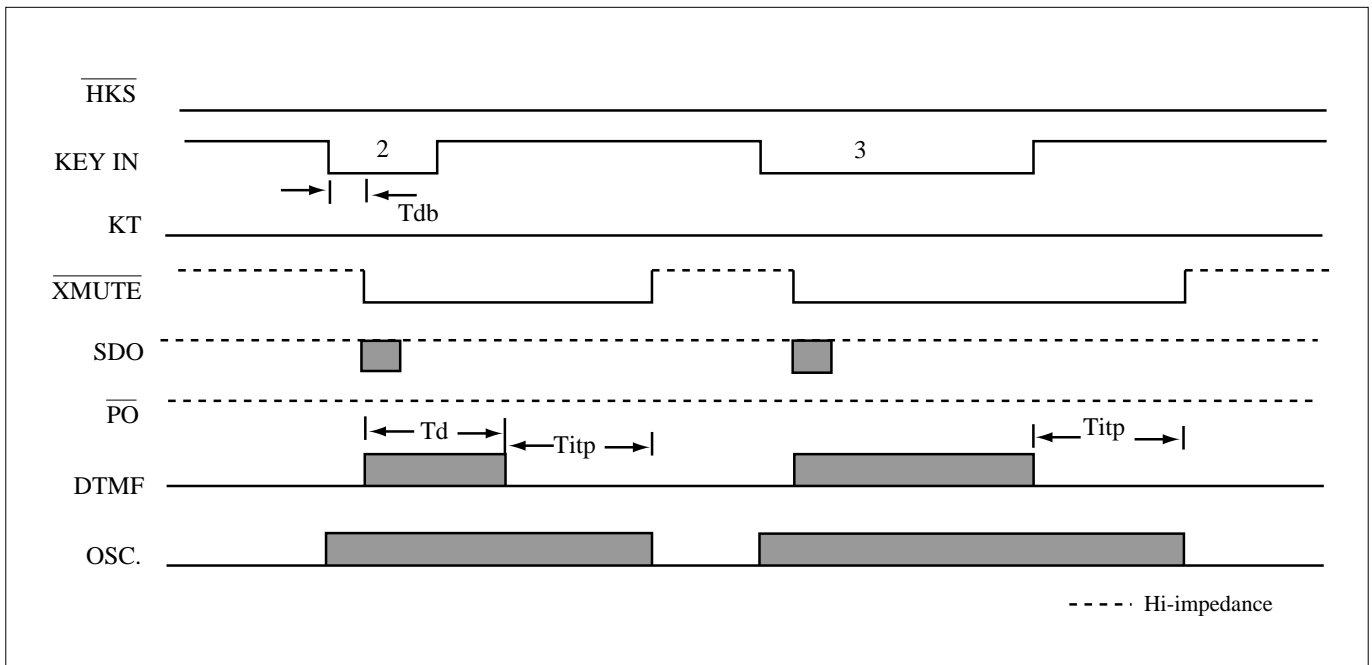 HKS
KEY IN 2 3
Tdb
KT
XMUTE
SDO
PO
Td Titp Titp
DTMF
OSC.
Hi-impedance